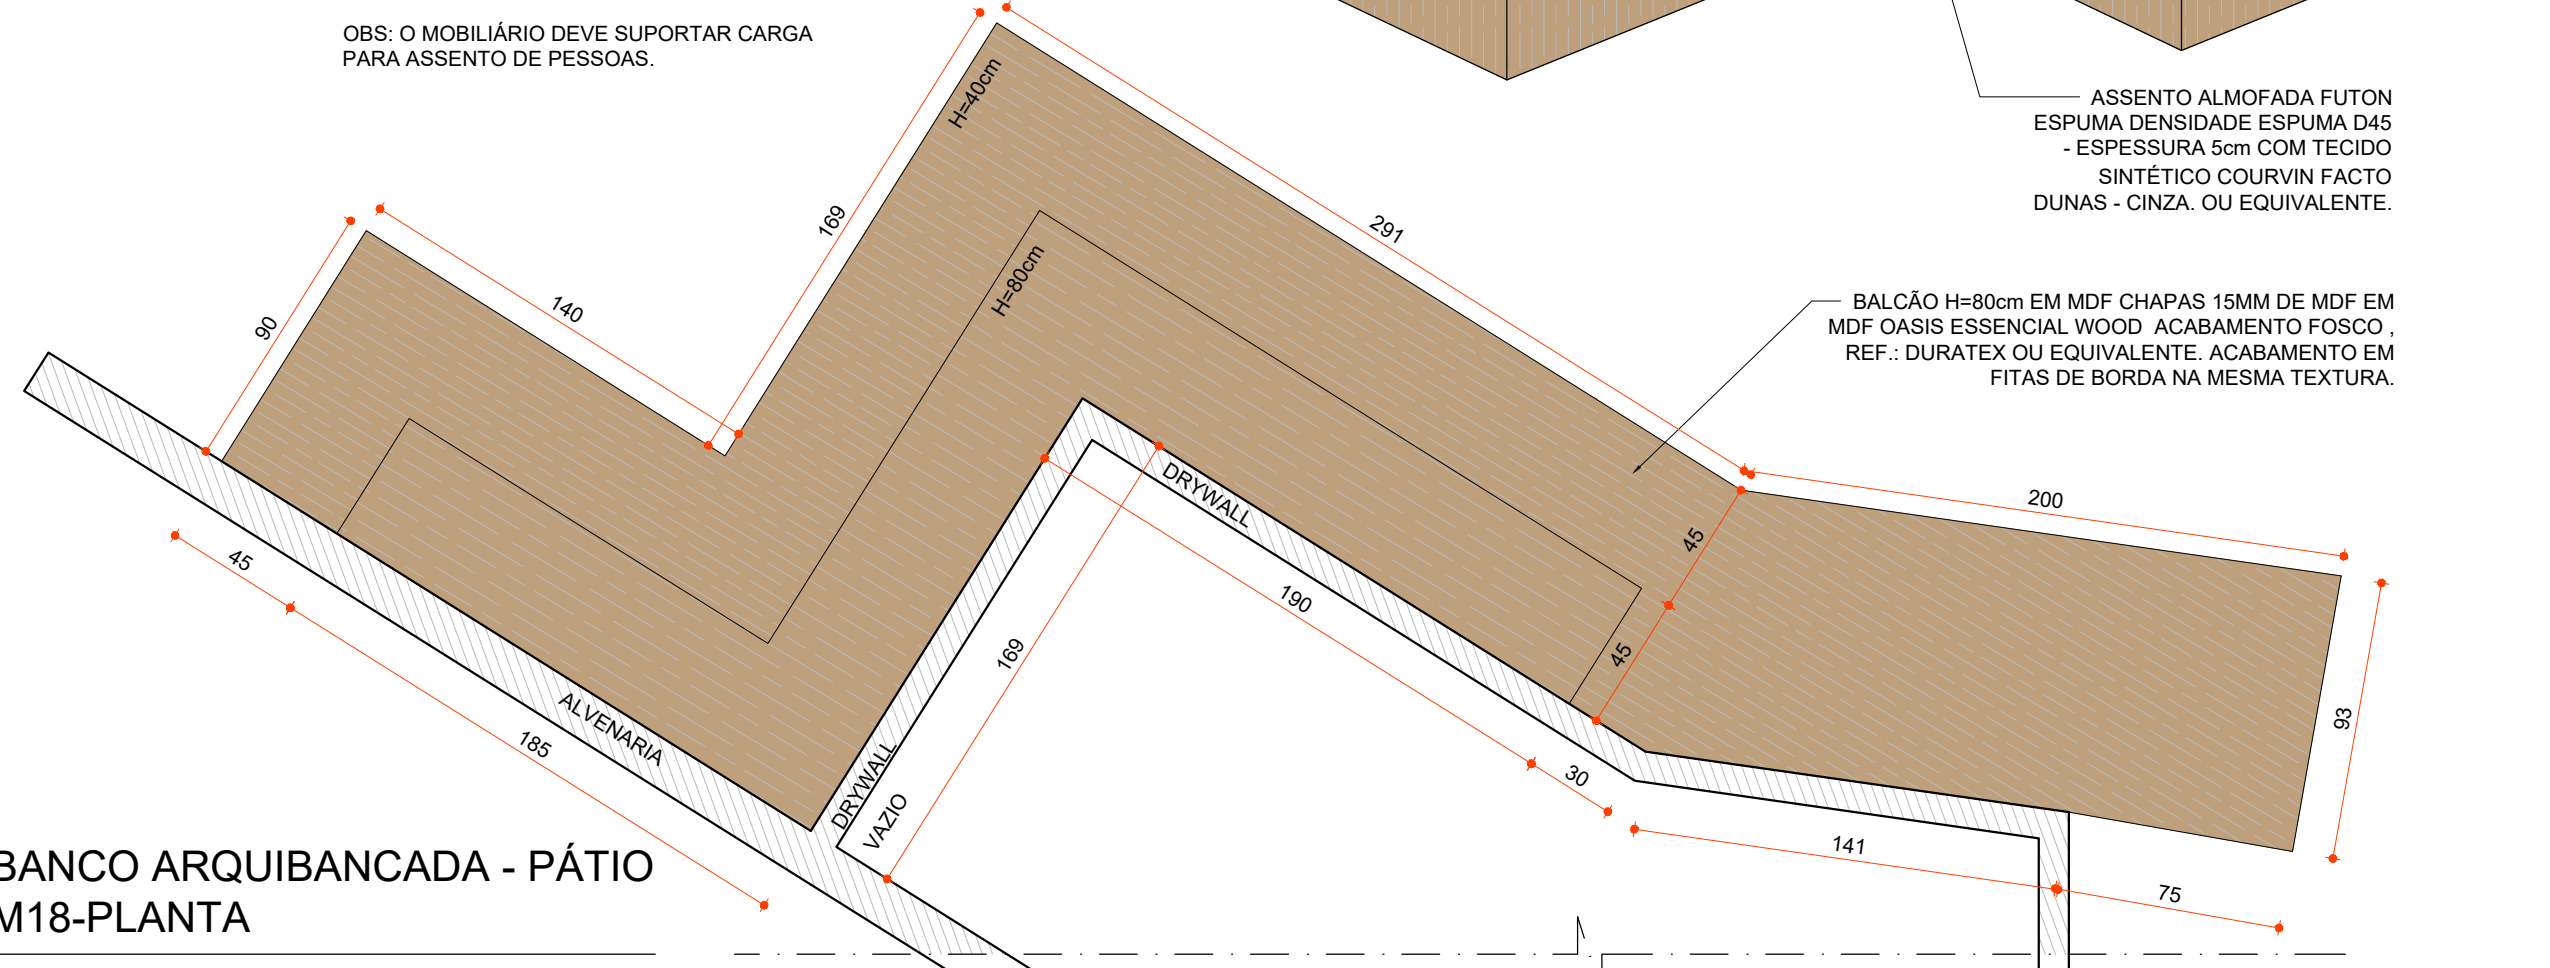 OBS: O MOBILIÁRIO DEVE SUPORTAR CARGA
PARA ASSENTO DE PESSOAS.
ASSENTO ALMOFADA FUTON
ESPUMA DENSIDADE ESPUMA D45
- ESPESSURA 5cm COM TECIDO
SINTÉTICO COURVIN FACTO
DUNAS - CINZA. OU EQUIVALENTE.
BALCÃO H=80cm EM MDF CHAPAS 15MM DE MDF EM
MDF OASIS ESSENCIAL WOOD ACABAMENTO FOSCO ,
REF.: DURATEX OU EQUIVALENTE. ACABAMENTO EM
FITAS DE BORDA NA MESMA TEXTURA.
H=40cm
H=80cm
90
140
169
291
200
45
45
93
45
185
169
190
30
141
75
ALVENARIA
DRYWALL
DRYWALL
VAZIO
BANCO ARQUIBANCADA - PÁTIO
M18-PLANTA